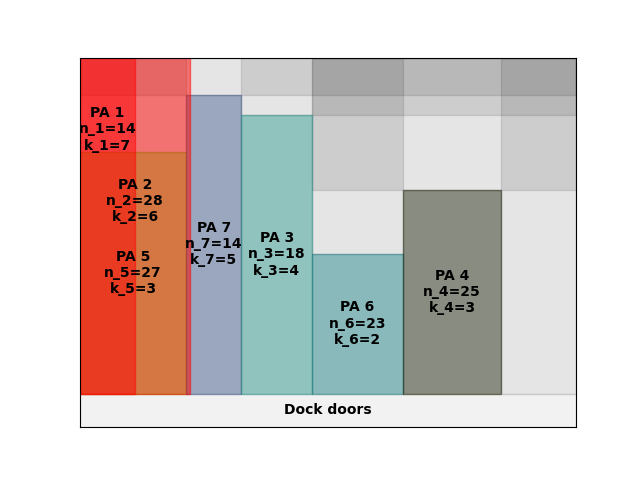 PA 1
n_1=14
k_1=7
PA 2
n_2=28
k_2=6
PA 5
n_5=27
k_5=3
PA 7
n_7=14
k_7=5
PA 3
n_3=18
k_3=4
PA 6
n_6=23
k_6=2
PA 4
n_4=25
k_4=3
Dock doors